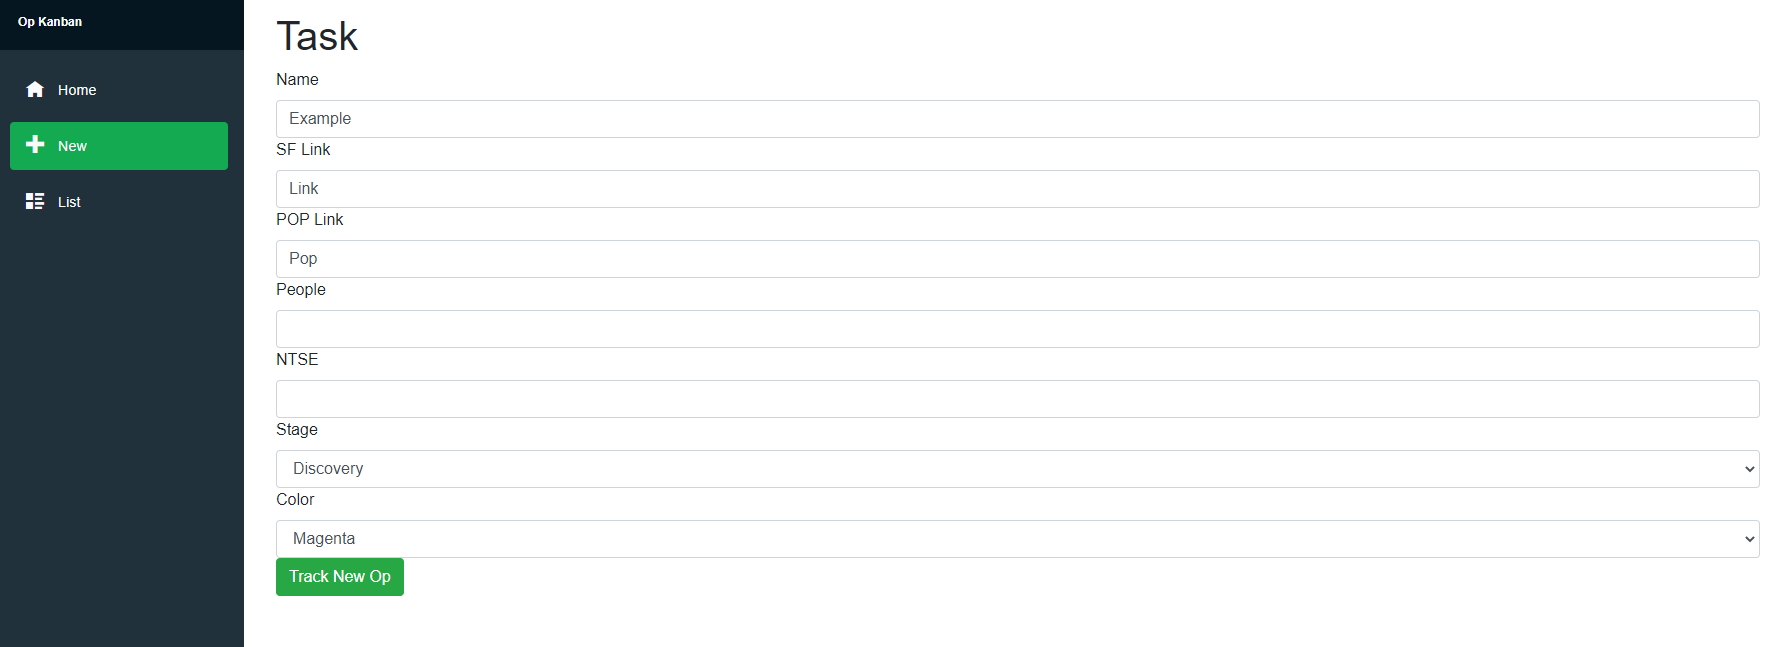 Op Kanban
Home
New
List
Task
Name
Example
SF Link
Link
POP Link
Pop
People
NTSE
Stage
Discovery
Color
Magenta
Track New Op